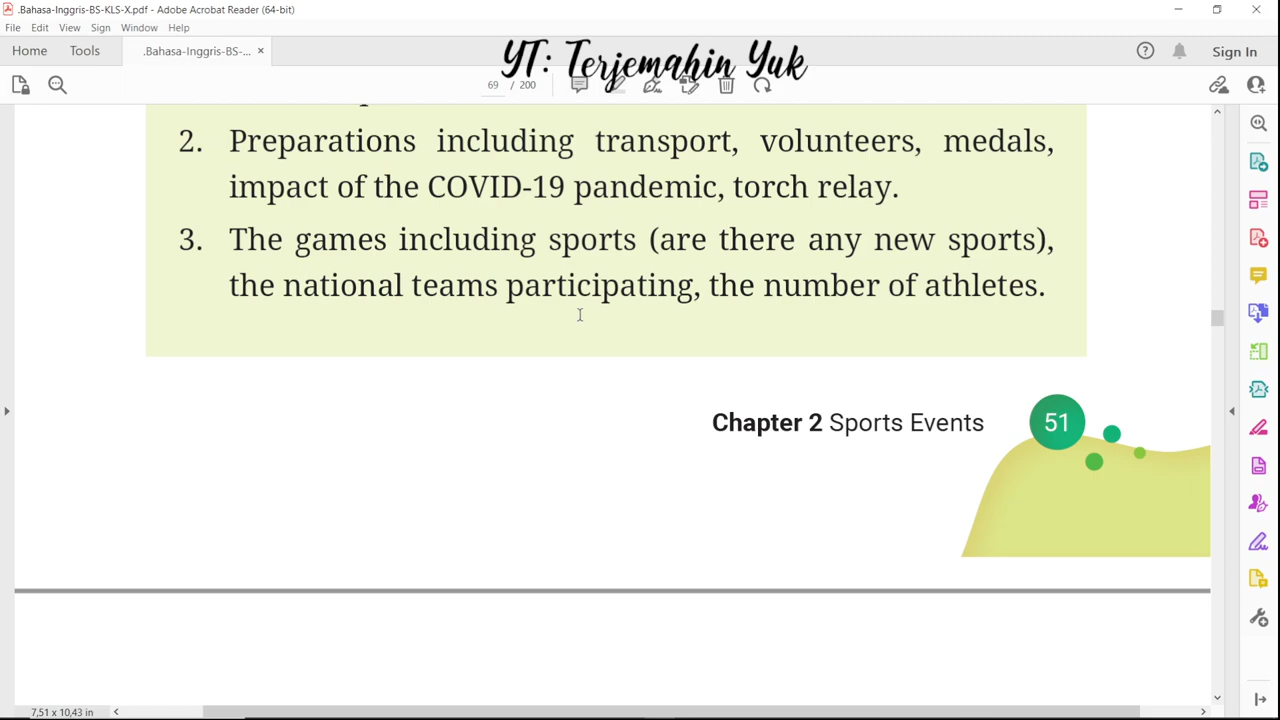 .Bahasa-Inggris-BS-KLS-X.pdf - Adobe Acrobat Reader (64-bit)
File Edit View Sign Window Help
Home Tools .Bahasa-Inggris-BS-... × Sign In
YT: Terjemahin Yuk
69 / 200
2. Preparations including transport, volunteers, medals,
impact of the COVID-19 pandemic, torch relay.
3. The games including sports (are there any new sports),
the national teams participating, the number of athletes.
Chapter 2 Sports Events 51
7,51 x 10,43 in